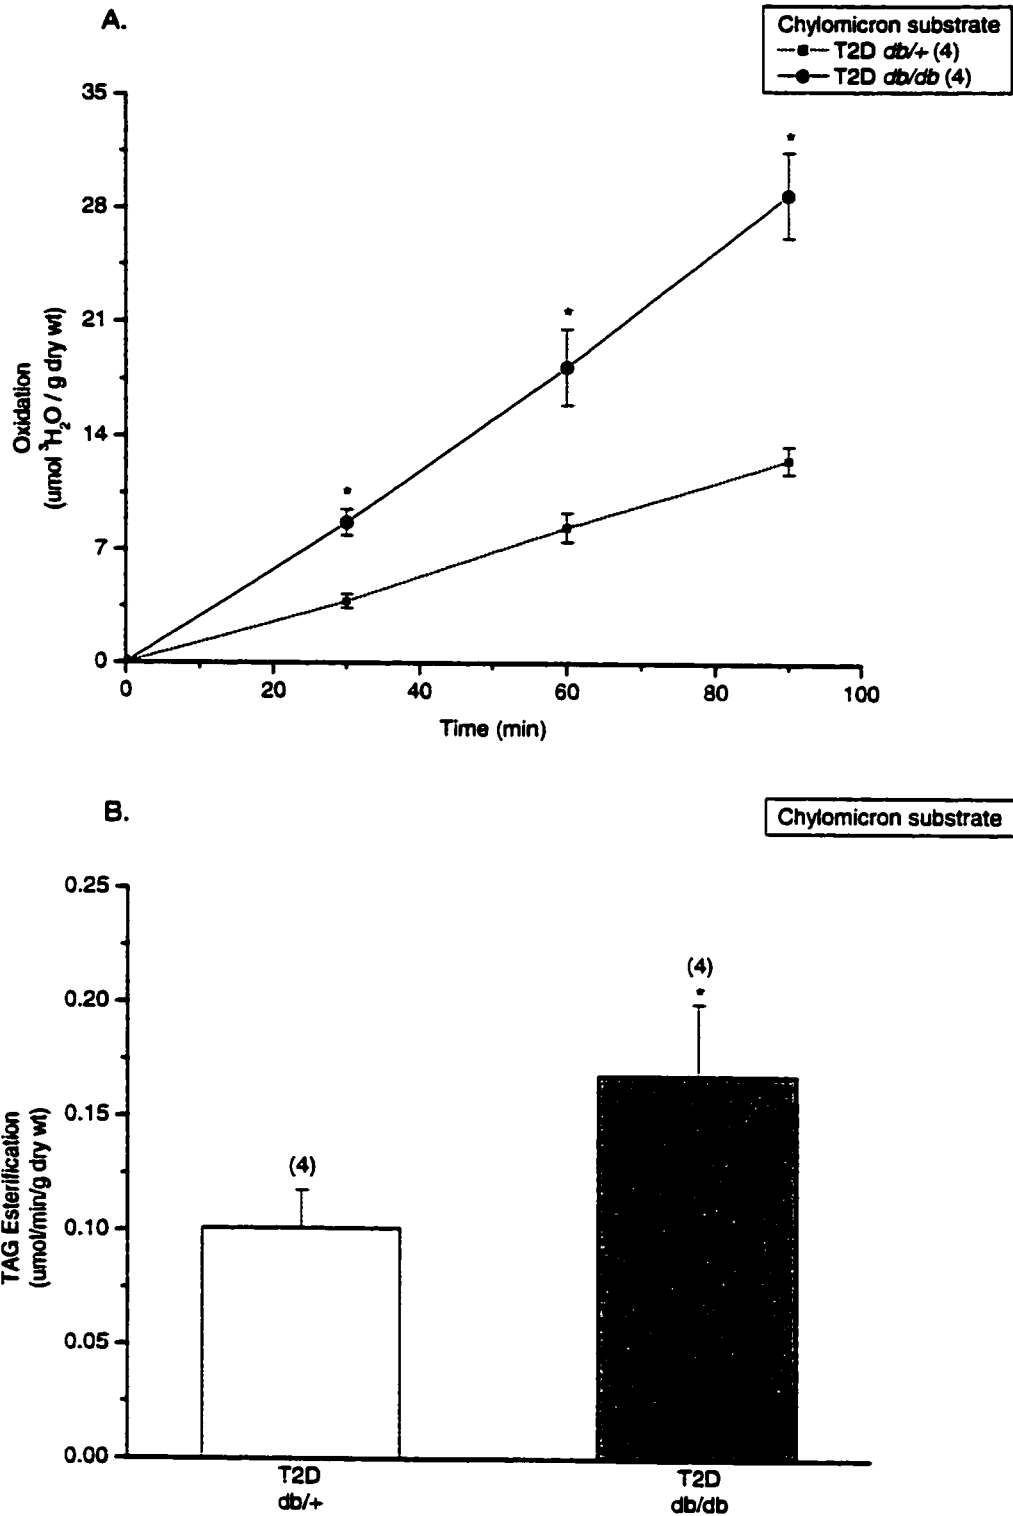 A.
Chylomicron substrate
T2D db/+ (4)
T2D db/db (4)
35
28
21
14
7
0
Oxidation
(umol ³H₂O / g dry wt)
0 20 40 60 80 100
Time (min)
*
*
*
B.
Chylomicron substrate
0.25
0.20
0.15
0.10
0.05
0.00
TAG Esterification
(umol/min/g dry wt)
(4)
(4)
*
T2D
db/+
T2D
db/db